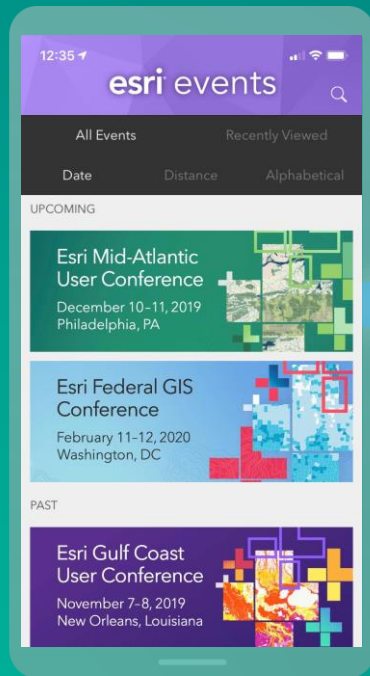 12:35
esri events
All Events Recently Viewed
Date Distance Alphabetical
UPCOMING
Esri Mid-Atlantic
User Conference
December 10–11, 2019
Philadelphia, PA
Esri Federal GIS
Conference
February 11–12, 2020
Washington, DC
PAST
Esri Gulf Coast
User Conference
November 7–8, 2019
New Orleans, Louisiana